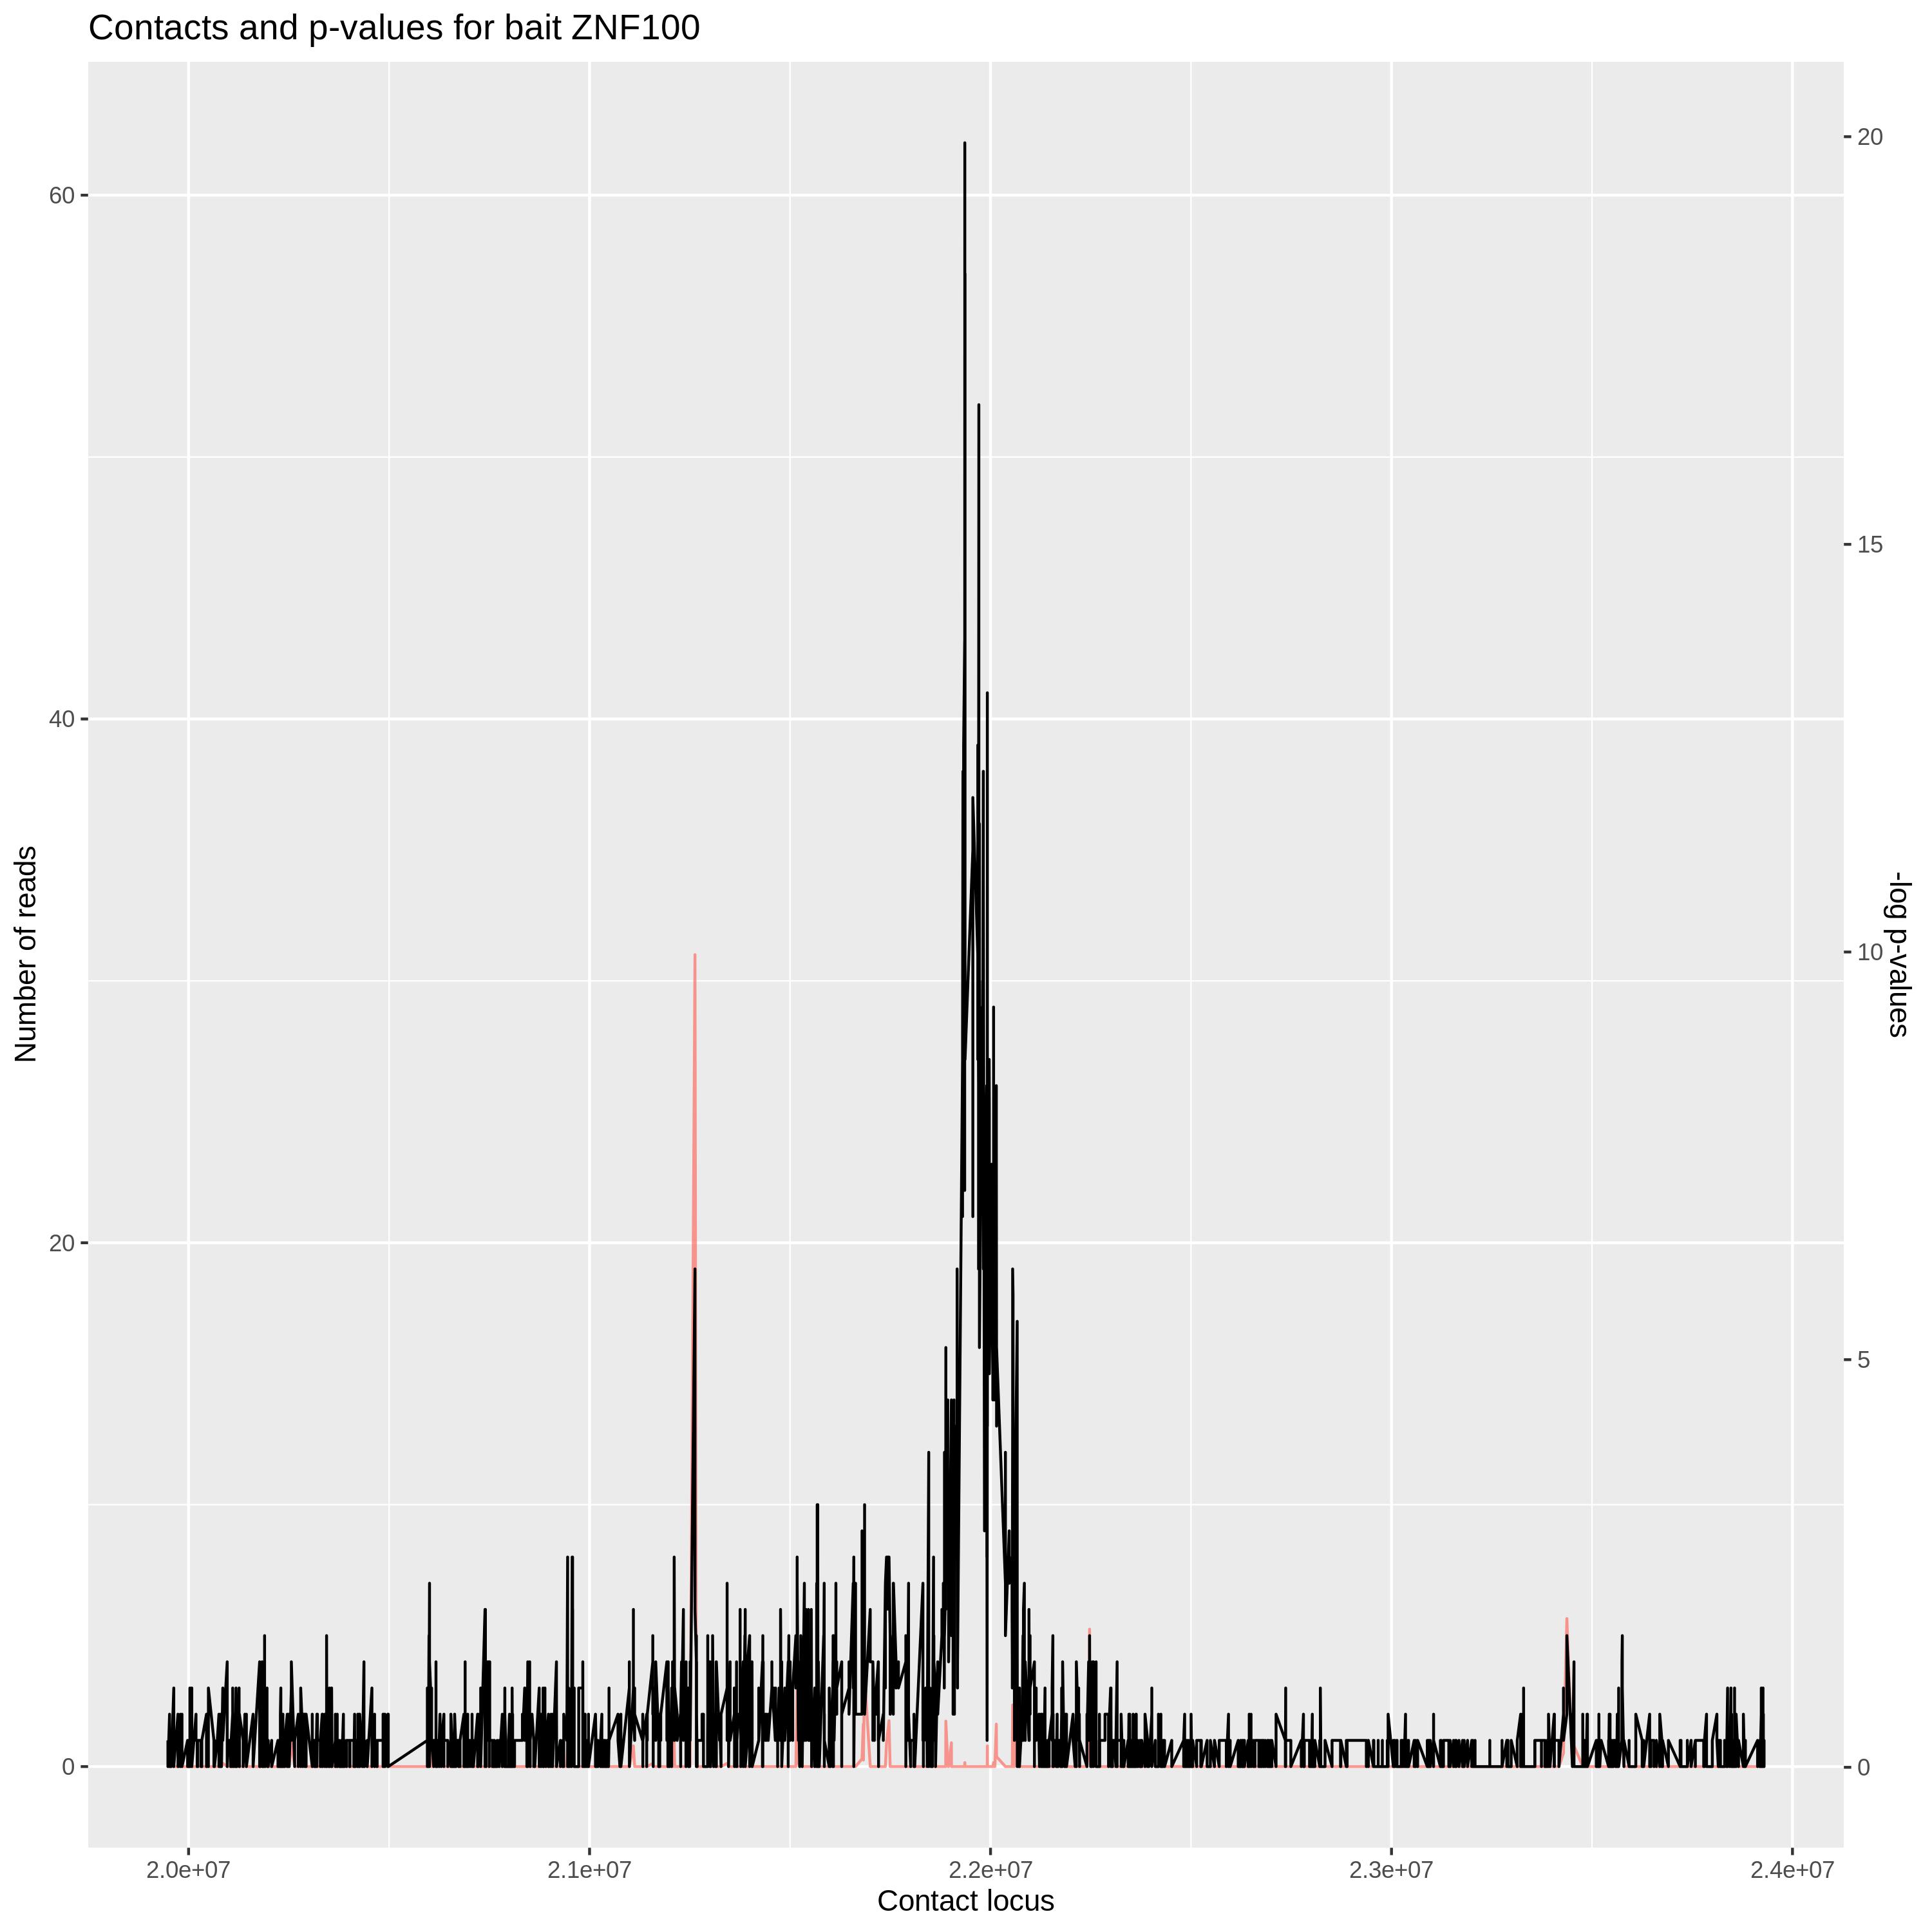 Contacts and p-values for bait ZNF100
60
40
20
0
Number of reads
20
15
10
5
0
-log p-values
2.0e+07 2.1e+07 2.2e+07 2.3e+07 2.4e+07
Contact locus